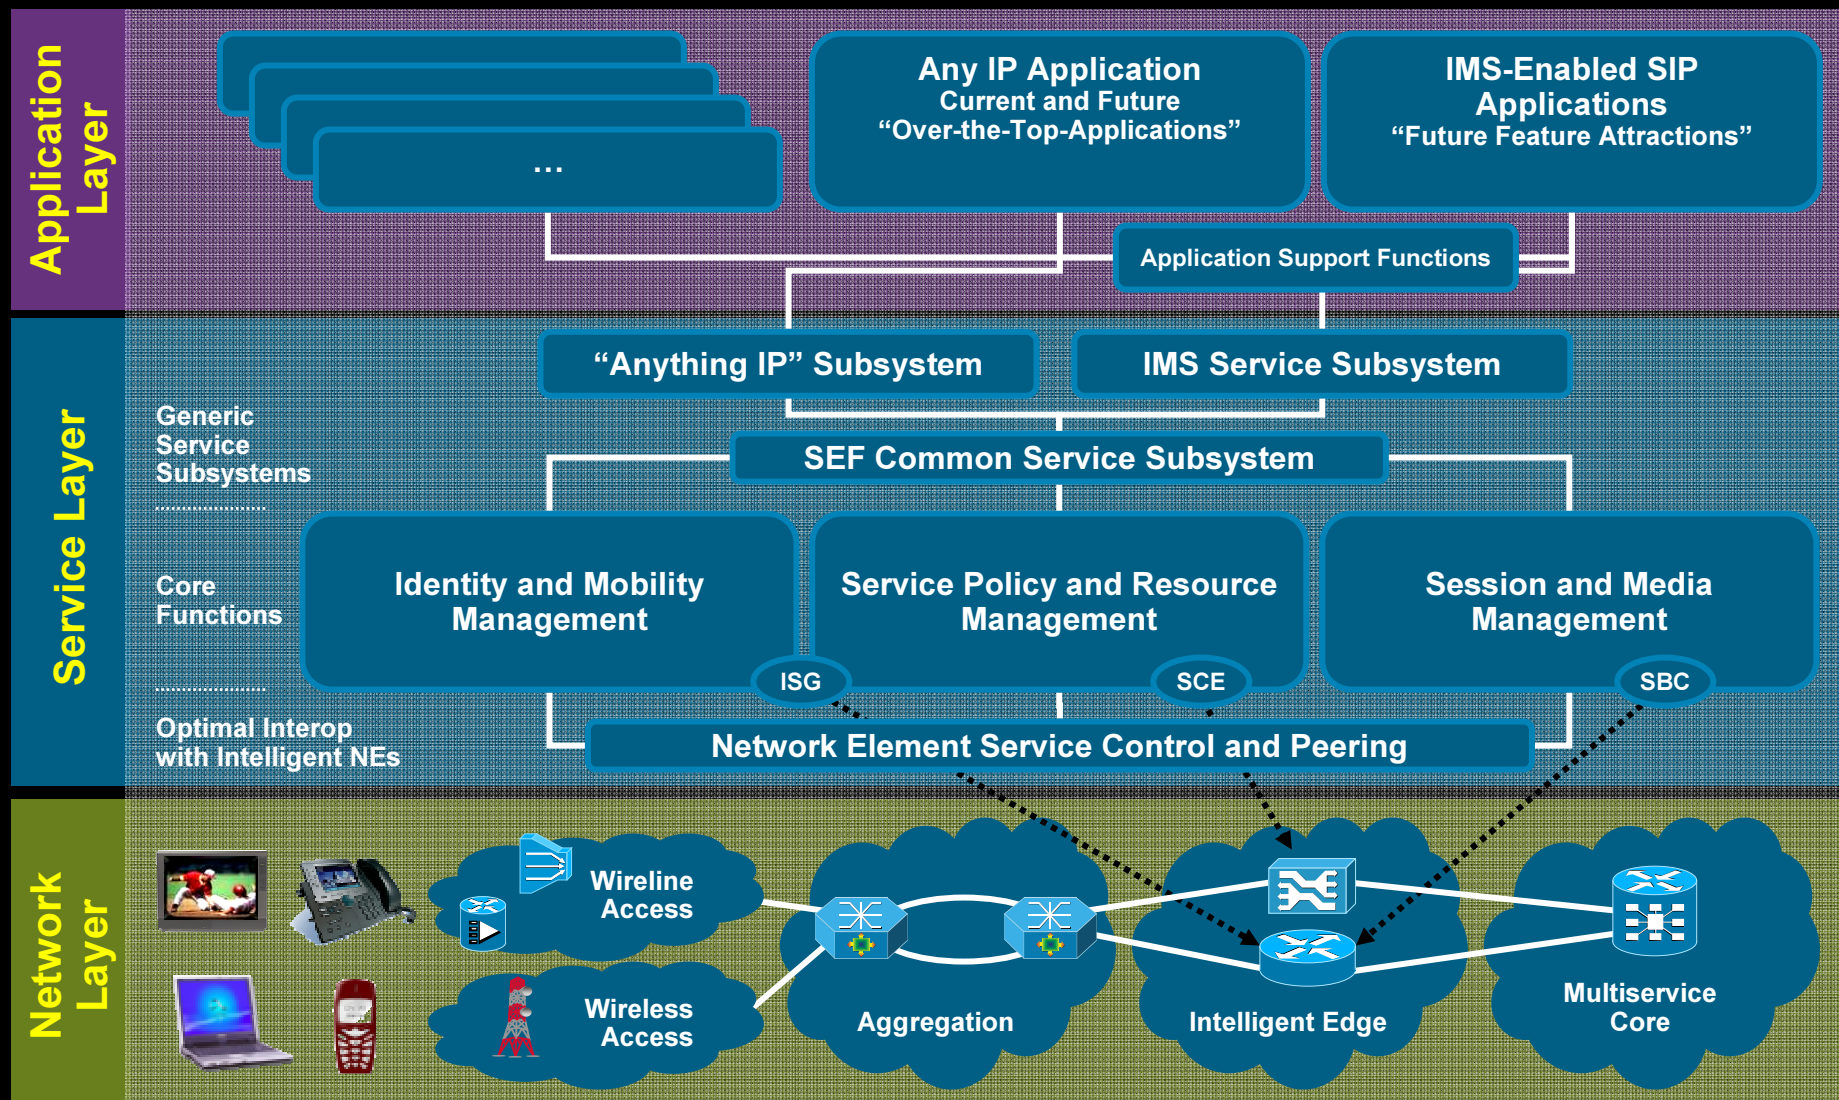 Application
Layer
…
Any IP Application
Current and Future
“Over-the-Top-Applications”
IMS-Enabled SIP
Applications
“Future Feature Attractions”
Application Support Functions
Service Layer
“Anything IP” Subsystem
IMS Service Subsystem
Generic
Service
Subsystems
SEF Common Service Subsystem
Core
Functions
Identity and Mobility
Management
Service Policy and Resource
Management
Session and Media
Management
ISG
SCE
SBC
Optimal Interop
with Intelligent NEs
Network Element Service Control and Peering
Network
Layer
Wireline
Access
Wireless
Access
Aggregation
Intelligent Edge
Multiservice
Core